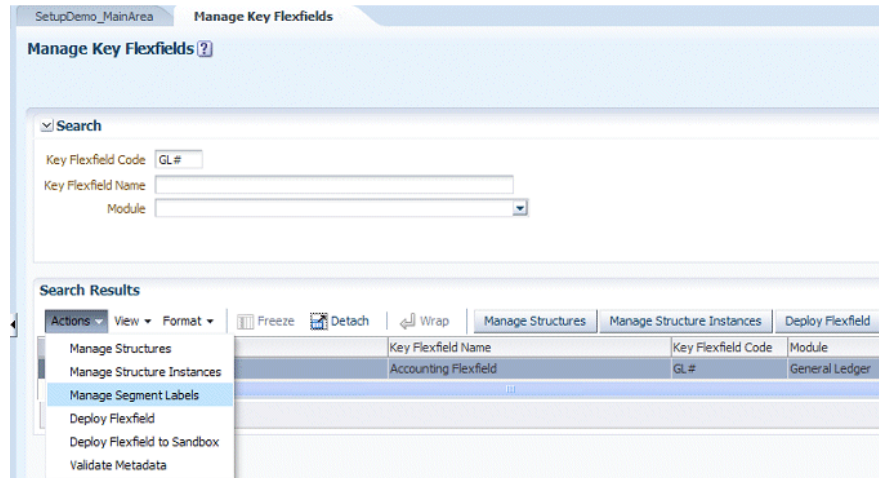 SetupDemo_MainArea Manage Key Flexfields
Manage Key Flexfields ?
Search
Key Flexfield Code GL#
Key Flexfield Name
Module
Search Results
Actions View Format Freeze Detach Wrap Manage Structures Manage Structure Instances Deploy Flexfield
Key Flexfield Name Key Flexfield Code Module
Accounting Flexfield GL# General Ledger
Manage Structures
Manage Structure Instances
Manage Segment Labels
Deploy Flexfield
Deploy Flexfield to Sandbox
Validate Metadata